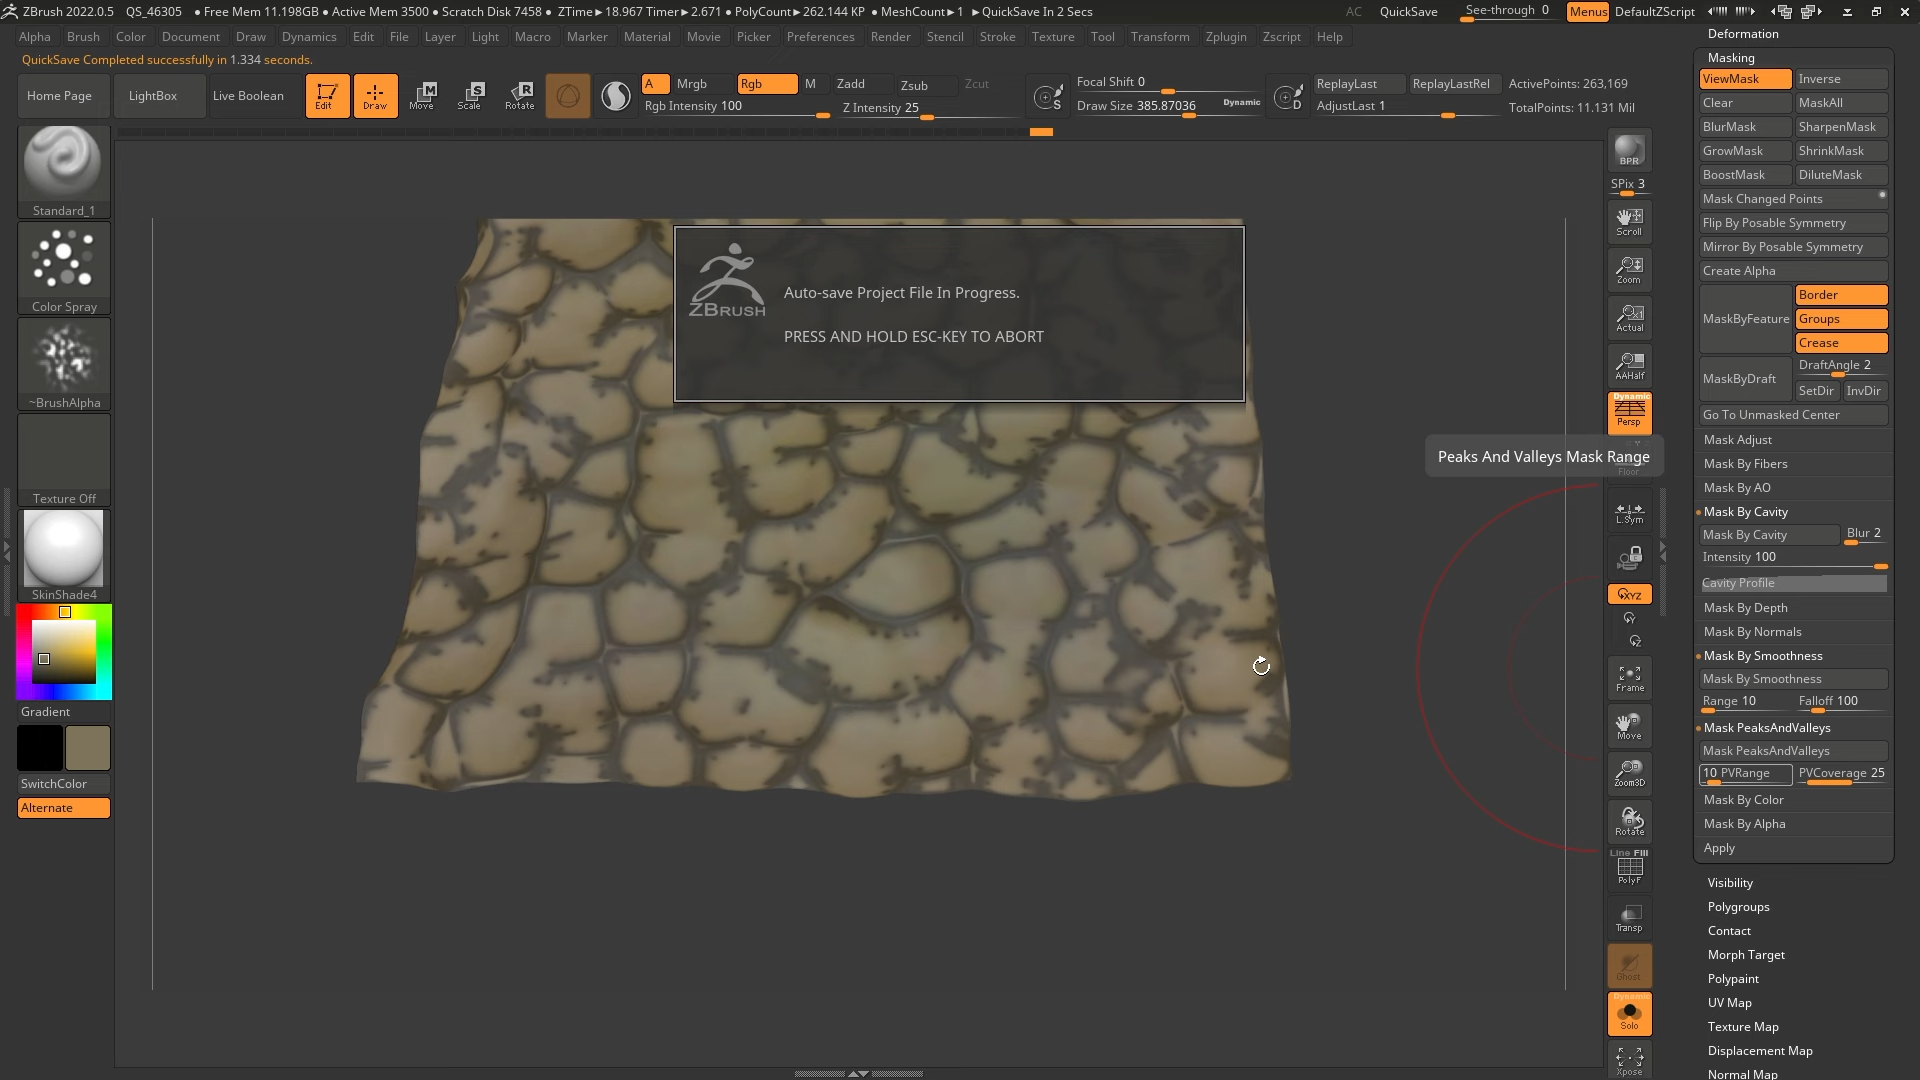 ZBrush 2022.0.5 QS_46305 ● Free Mem 11.198GB ● Active Mem 3500 ● Scratch Disk 7458 ● ZTime►18.967 Timer►2.671 ● PolyCount►262.144 KP ● MeshCount►1 ►QuickSave In 2 Secs AC QuickSave See-through 0 Menus DefaultZScript
Alpha Brush Color Document Draw Dynamics Edit File Layer Light Macro Marker Material Movie Picker Preferences Render Stencil Stroke Texture Tool Transform Zplugin Zscript Help
QuickSave Completed successfully in 1.334 seconds.
Home Page LightBox Live Boolean Edit Draw Move Scale Rotate
A Mrgb Rgb M Zadd Zsub Zcut
Rgb Intensity 100 Z Intensity 25
Focal Shift 0
Draw Size 385.87036 Dynamic
ReplayLast ReplayLastRel
AdjustLast 1
ActivePoints: 263,169
TotalPoints: 11.131 Mil
Standard_1
Color Spray
~BrushAlpha
Texture Off
SkinShade4
Gradient
SwitchColor
Alternate
ZBRUSH
Auto-save Project File In Progress.
PRESS AND HOLD ESC-KEY TO ABORT
Peaks And Valleys Mask Range
BPR
SPix 3
Scroll
Zoom
Actual
AAHalf
Dynamic
Persp
Floor
L.Sym
XYZ
Y
Z
Frame
Move
Zoom3D
Rotate
Line Fill
PolyF
Transp
Ghost
Dynamic
Solo
Xpose
Deformation
Masking
ViewMask Inverse
Clear MaskAll
BlurMask SharpenMask
GrowMask ShrinkMask
BoostMask DiluteMask
Mask Changed Points
Flip By Posable Symmetry
Mirror By Posable Symmetry
Create Alpha
MaskByFeature Border
Groups
Crease
MaskByDraft DraftAngle 2
SetDir InvDir
Go To Unmasked Center
Mask Adjust
Mask By Fibers
Mask By AO
Mask By Cavity
Mask By Cavity Blur 2
Intensity 100
Cavity Profile
Mask By Depth
Mask By Normals
Mask By Smoothness
Mask By Smoothness
Range 10 Falloff 100
Mask PeaksAndValleys
Mask PeaksAndValleys
10 PVRange PVCoverage 25
Mask By Color
Mask By Alpha
Apply
Visibility
Polygroups
Contact
Morph Target
Polypaint
UV Map
Texture Map
Displacement Map
Normal Map